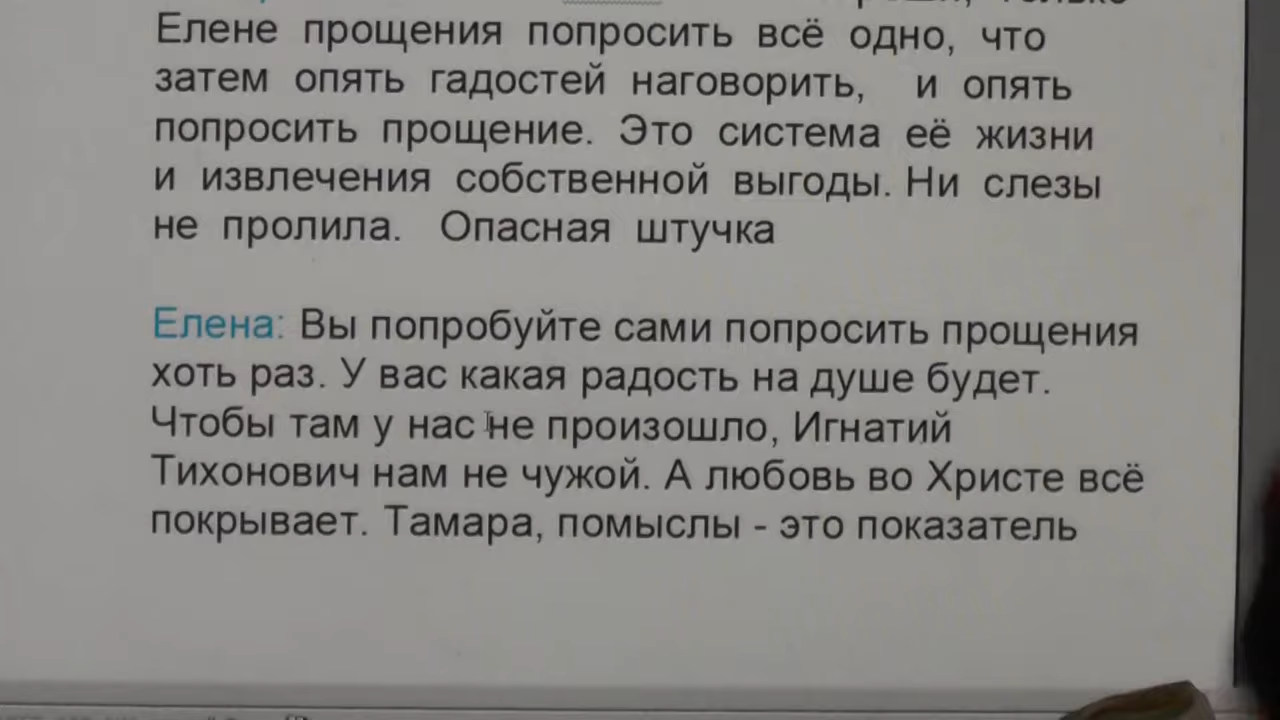 Елене прощения попросить всё одно, что
затем опять гадостей наговорить, и опять
попросить прощение. Это система её жизни
и извлечения собственной выгоды. Ни слезы
не пролила. Опасная штучка
Елена: Вы попробуйте сами попросить прощения
хоть раз. У вас какая радость на душе будет.
Чтобы там у нас не произошло, Игнатий
Тихонович нам не чужой. А любовь во Христе всё
покрывает. Тамара, помыслы - это показатель